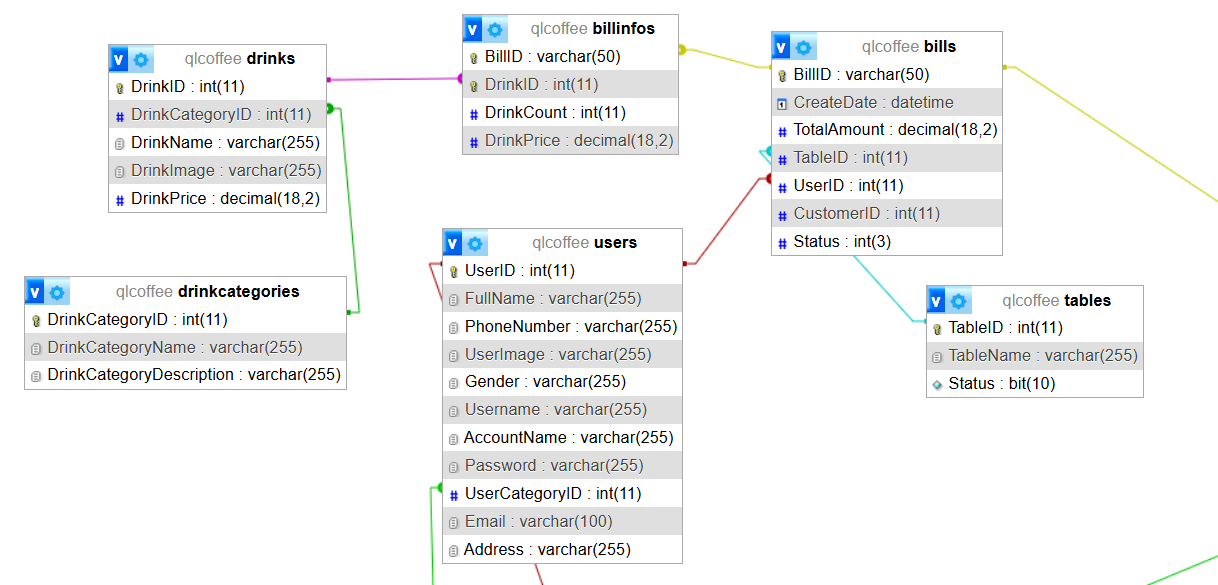 v qlcoffee drinks
DrinkID : int(11)
DrinkCategoryID : int(11)
DrinkName : varchar(255)
DrinkImage : varchar(255)
DrinkPrice : decimal(18,2)
v qlcoffee billinfos
BillID : varchar(50)
DrinkID : int(11)
# DrinkCount : int(11)
# DrinkPrice : decimal(18,2)
v qlcoffee bills
BillID : varchar(50)
CreateDate : datetime
# TotalAmount : decimal(18,2)
# TableID : int(11)
# UserID : int(11)
# CustomerID : int(11)
# Status : int(3)
v qlcoffee drinkcategories
DrinkCategoryID : int(11)
DrinkCategoryName : varchar(255)
DrinkCategoryDescription : varchar(255)
v qlcoffee users
UserID : int(11)
FullName : varchar(255)
PhoneNumber : varchar(255)
UserImage : varchar(255)
Gender : varchar(255)
Username : varchar(255)
AccountName : varchar(255)
Password : varchar(255)
# UserCategoryID : int(11)
Email : varchar(100)
Address : varchar(255)
v qlcoffee tables
TableID : int(11)
TableName : varchar(255)
Status : bit(10)